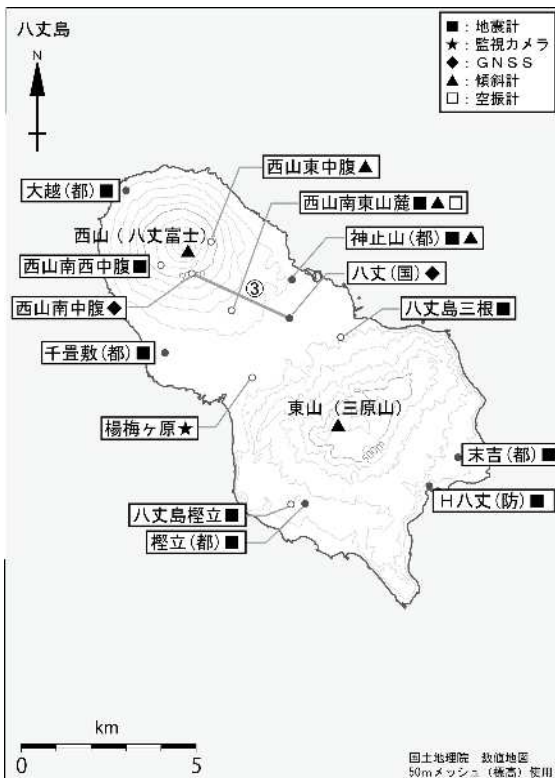 八丈島
N
■：地震計
★：監視カメラ
◆：ＧＮＳＳ
▲：傾斜計
□：空振計
西山東中腹▲
大越(都)■
西山南東山麓■▲□
西山（八丈富士）
神止山(都)■▲
西山南西中腹■
八丈(国)◆
③
西山南中腹◆
八丈島三根■
千畳敷(都)■
東山（三原山）
楊梅ヶ原★
500m
末吉(都)■
Ｈ八丈(防)■
八丈島樫立■
樫立(都)■
km
0 5
国土地理院 数値地図
50mメッシュ（標高）使用